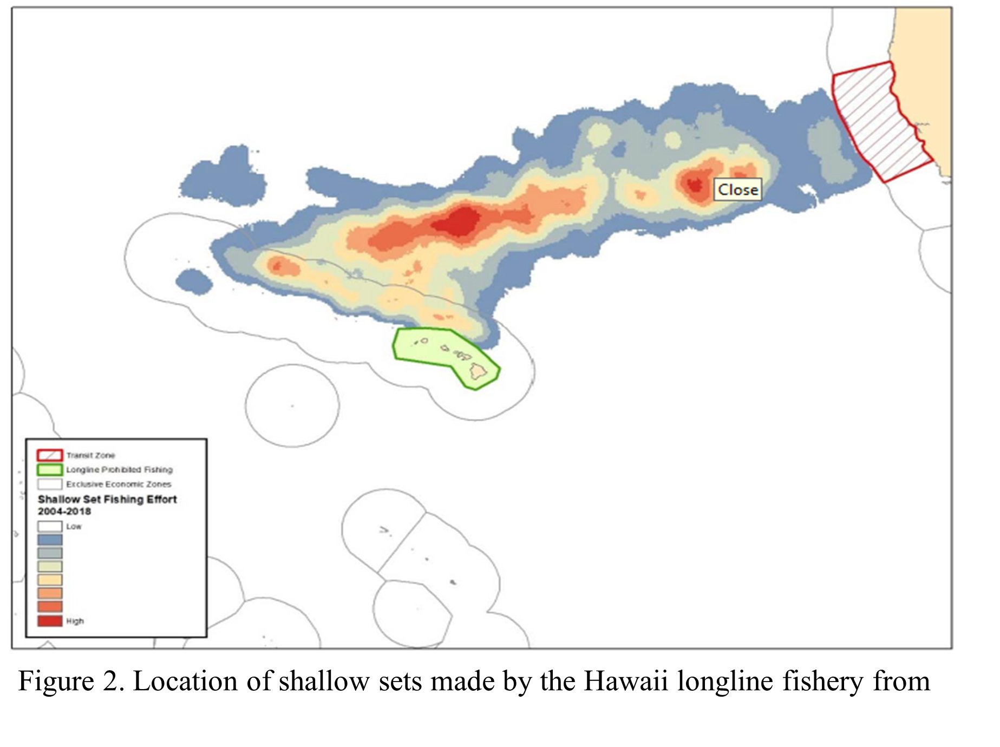 Close
Transit Zone
Longline Prohibited Fishing
Exclusive Economic Zones
Shallow Set Fishing Effort
2004-2018
Low
High
Figure 2. Location of shallow sets made by the Hawaii longline fishery from